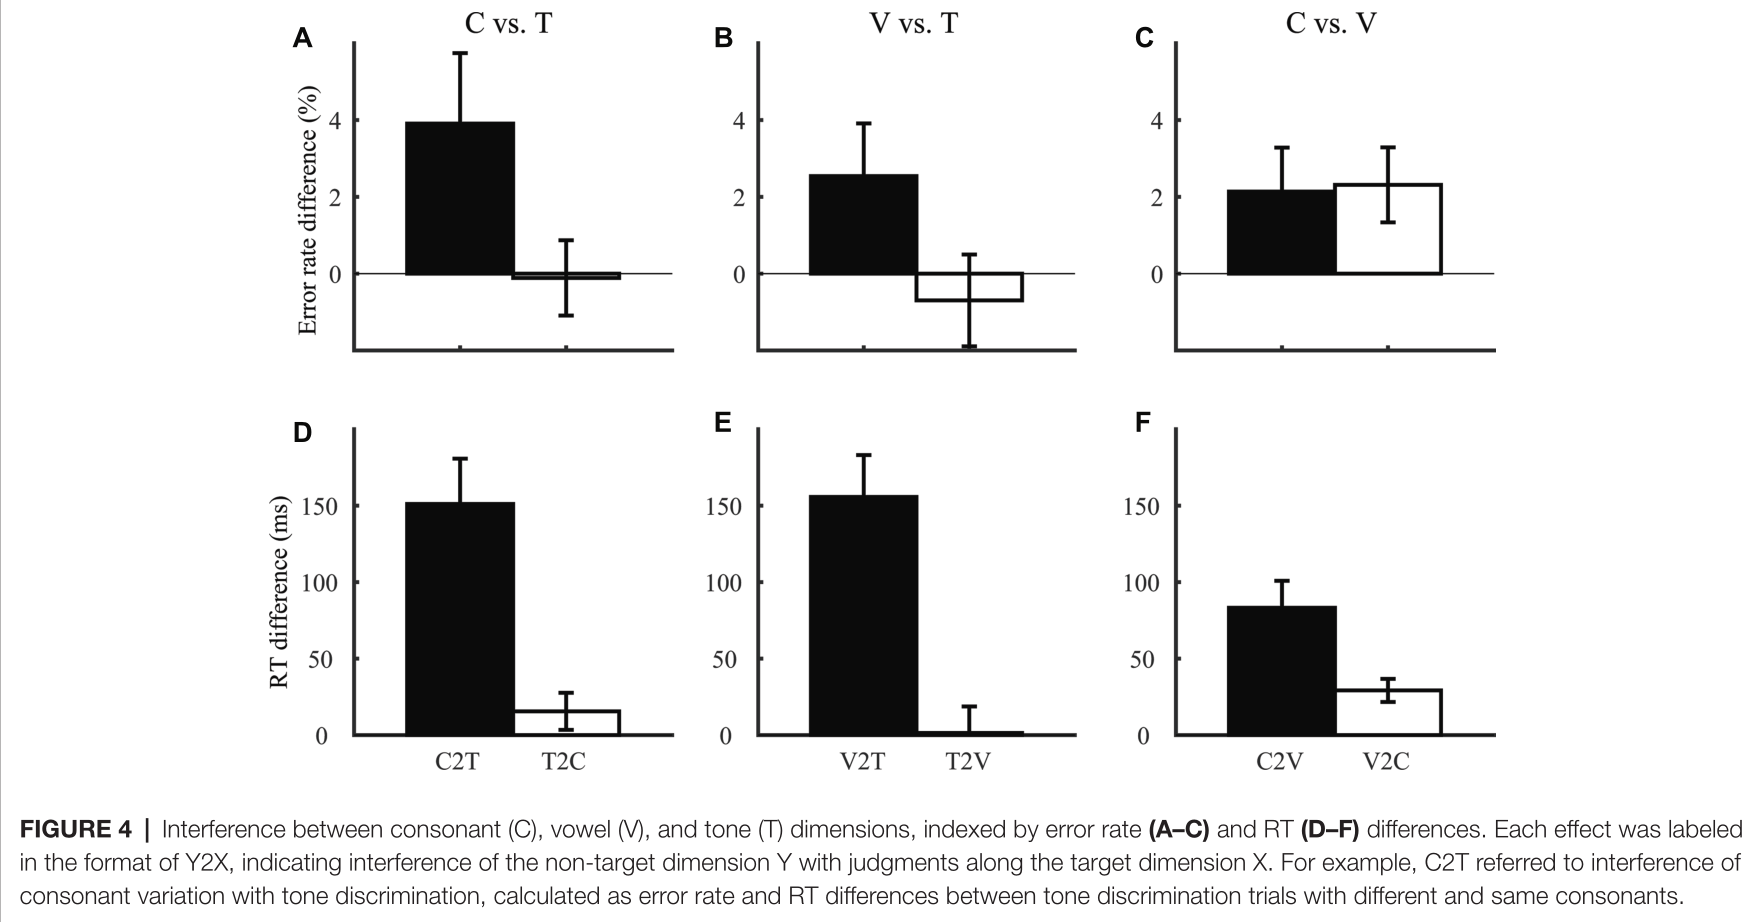 A C vs. T B V vs. T C C vs. V
Error rate difference (%)
4 4 4
2 2 2
0 0 0
D E F
RT difference (ms)
150 150 150
100 100 100
50 50 50
0 0 0
C2T T2C V2T T2V C2V V2C
FIGURE 4 | Interference between consonant (C), vowel (V), and tone (T) dimensions, indexed by error rate (A–C) and RT (D–F) differences. Each effect was labeled
in the format of Y2X, indicating interference of the non-target dimension Y with judgments along the target dimension X. For example, C2T referred to interference of
consonant variation with tone discrimination, calculated as error rate and RT differences between tone discrimination trials with different and same consonants.